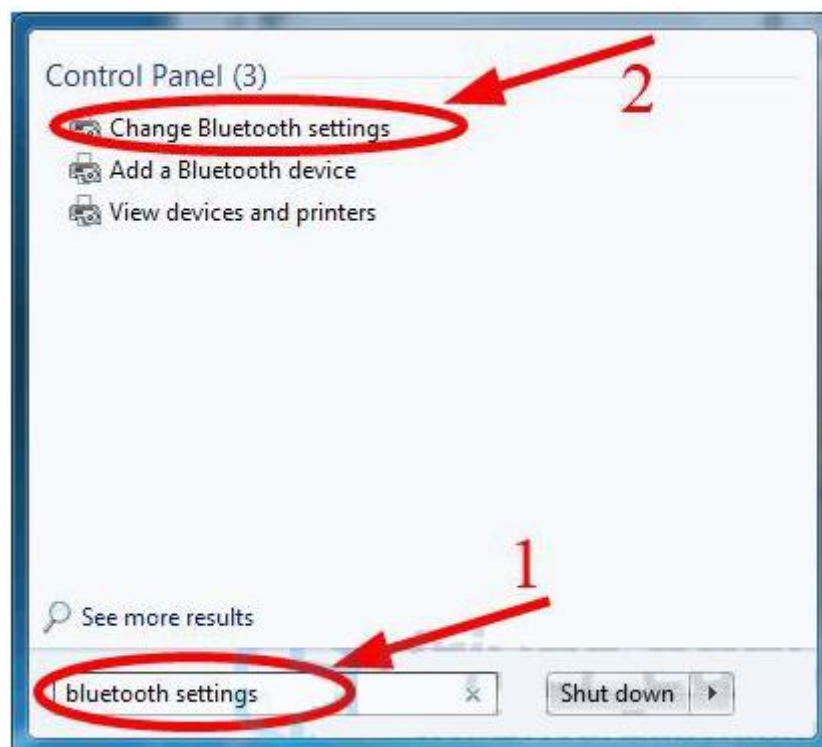 Control Panel (3)
2
Change Bluetooth settings
Add a Bluetooth device
View devices and printers
1
See more results
bluetooth settings
Shut down